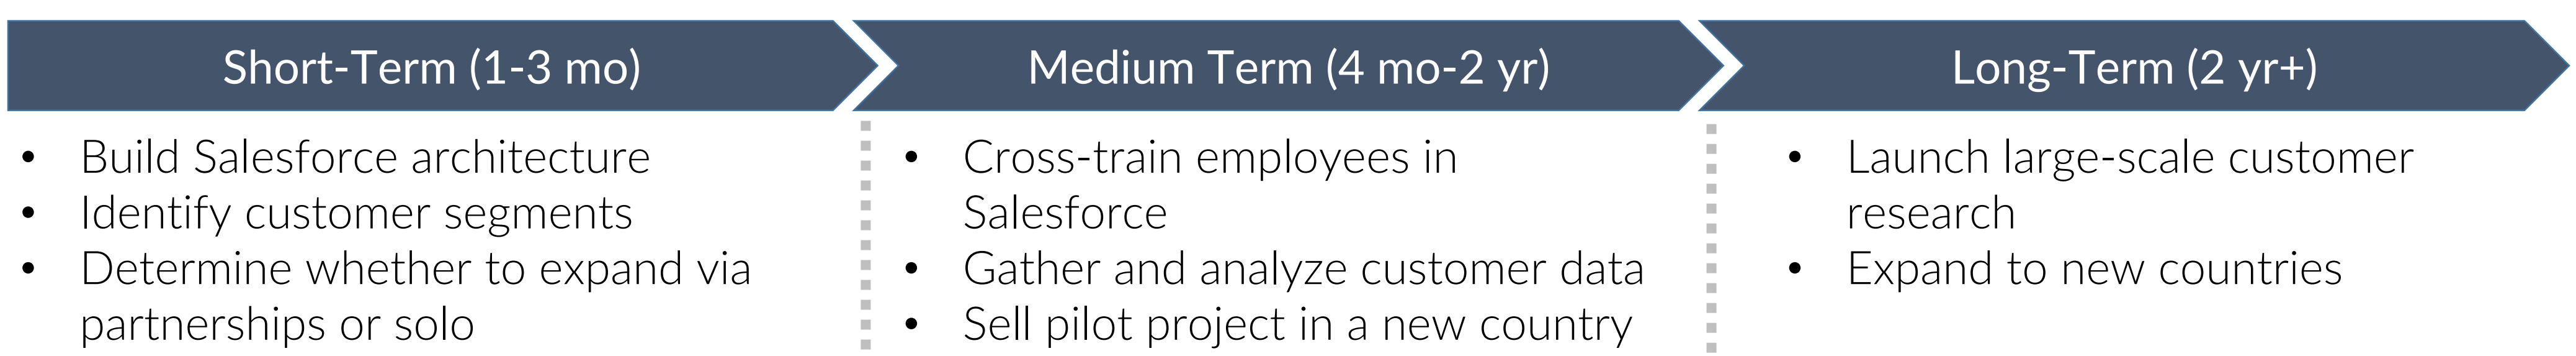 Short-Term (1-3 mo)
• Build Salesforce architecture
• Identify customer segments
• Determine whether to expand via
partnerships or solo
Medium Term (4 mo-2 yr)
• Cross-train employees in
Salesforce
• Gather and analyze customer data
• Sell pilot project in a new country
Long-Term (2 yr+)
• Launch large-scale customer
research
• Expand to new countries